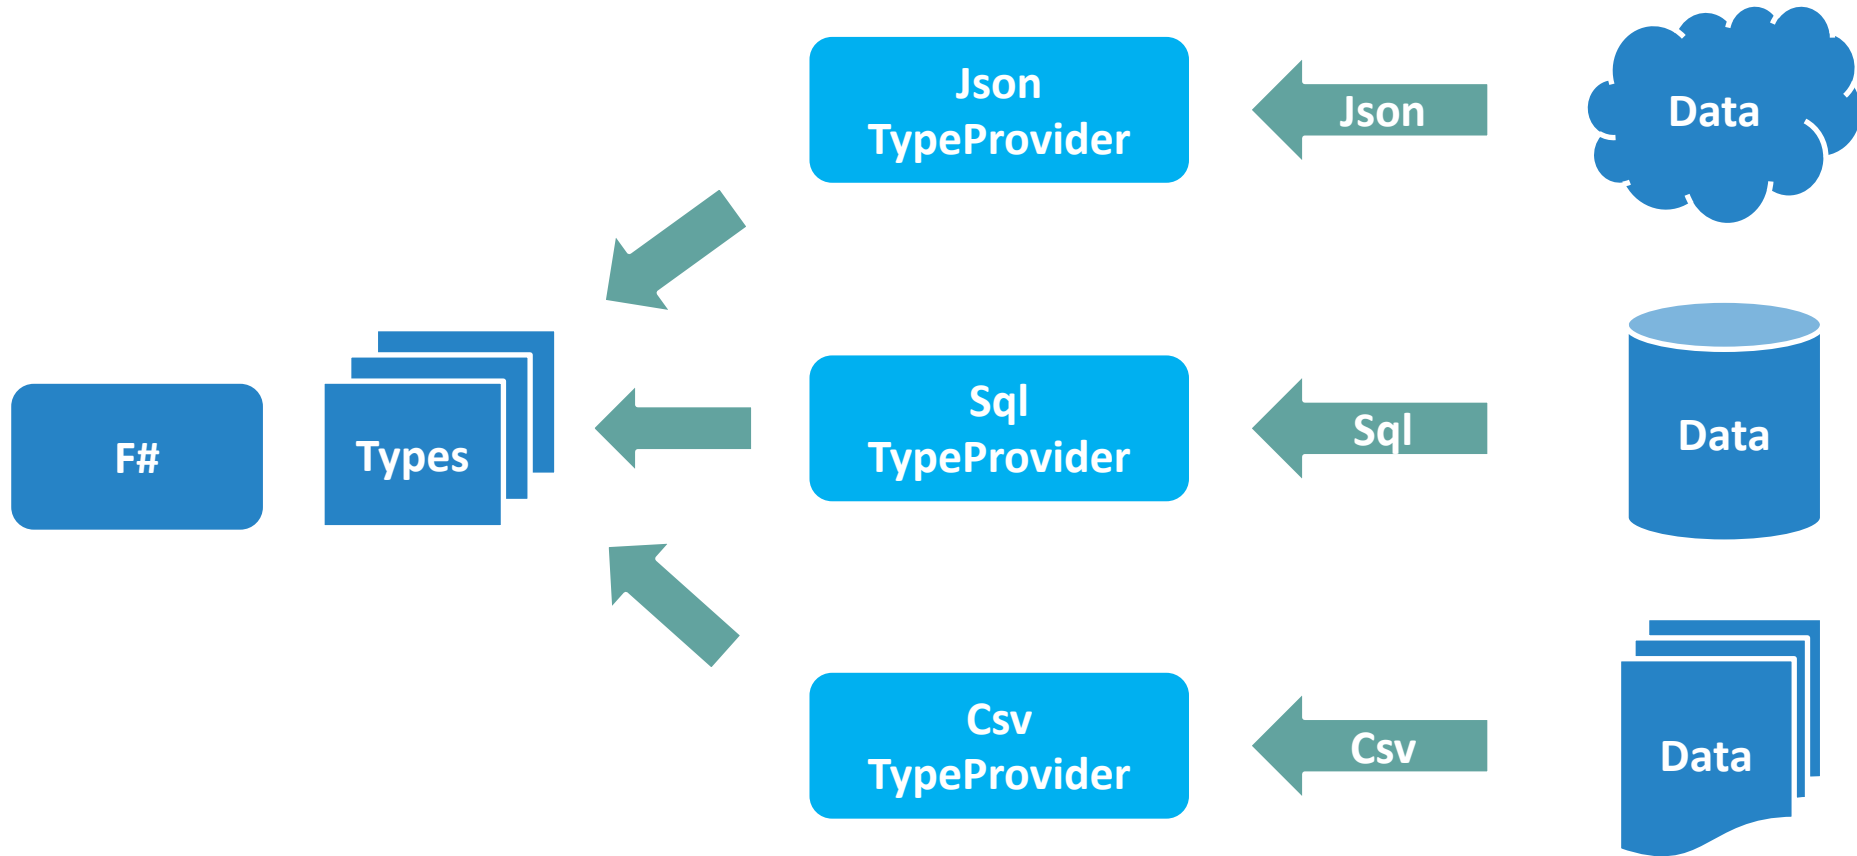 Json
TypeProvider
Json
Data
F#
Types
Sql
TypeProvider
Sql
Data
Csv
TypeProvider
Csv
Data